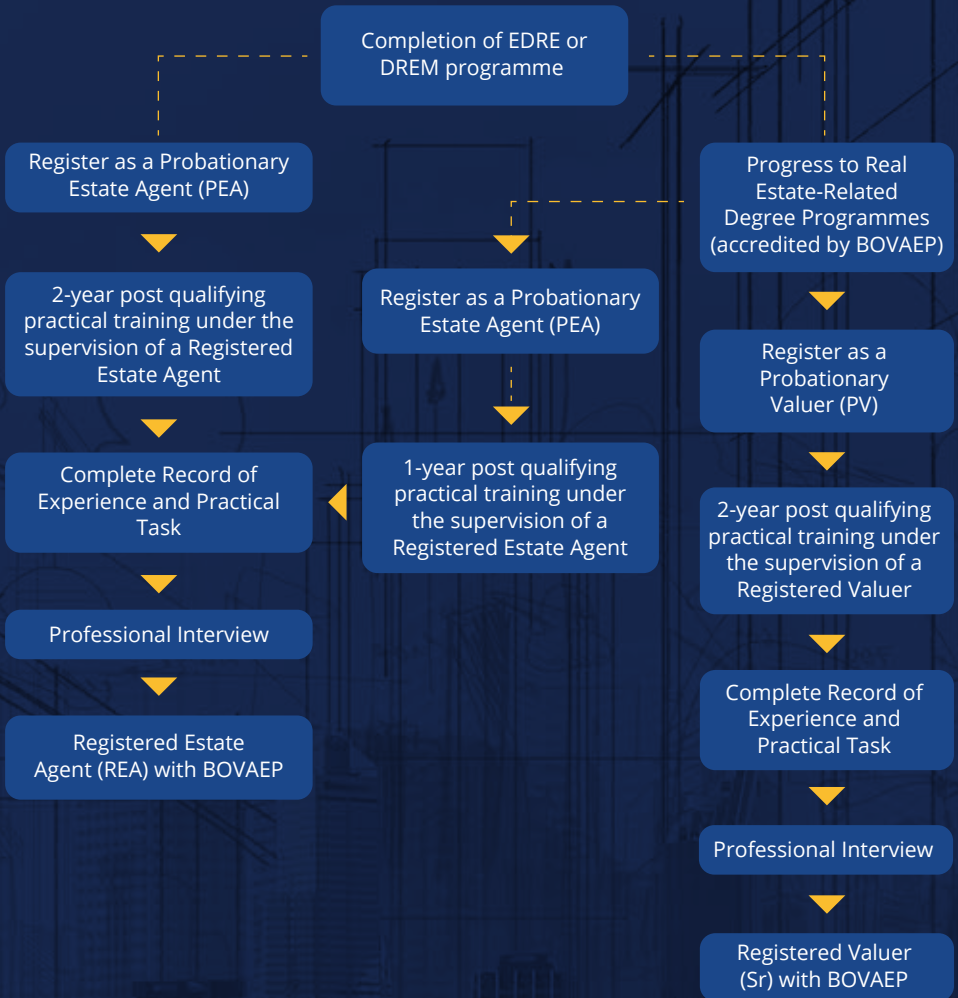 Completion of EDRE or
DREM programme
Register as a Probationary
Estate Agent (PEA)
2-year post qualifying
practical training under the
supervision of a Registered
Estate Agent
Complete Record of
Experience and Practical
Task
Professional Interview
Registered Estate
Agent (REA) with BOVAEP
Register as a Probationary
Estate Agent (PEA)
1-year post qualifying
practical training under
the supervision of a
Registered Estate Agent
Progress to Real
Estate-Related
Degree Programmes
(accredited by BOVAEP)
Register as a
Probationary
Valuer (PV)
2-year post qualifying
practical training under
the supervision of a
Registered Valuer
Complete Record of
Experience and
Practical Task
Professional Interview
Registered Valuer
(Sr) with BOVAEP